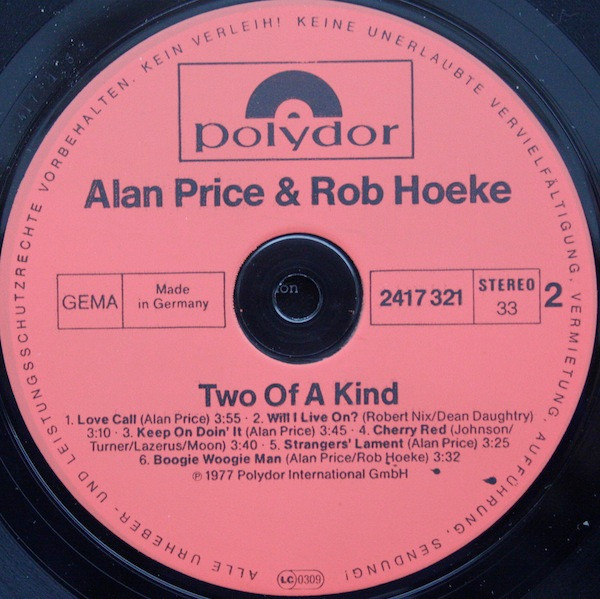 ALLE URHEBER- UND LEISTUNGSSCHUTZRECHTE VORBEHALTEN. KEIN VERLEIH! KEINE UNERLAUBTE VERVIELFÄLTIGUNG, VERMIETUNG, AUFFÜHRUNG, SENDUNG!
polydor
Alan Price & Rob Hoeke
GEMA
Made
in Germany
2417 321
STEREO
33
2
Two Of A Kind
1. Love Call (Alan Price) 3:55 · 2. Will I Live On? (Robert Nix/Dean Daughtry)
3:10 · 3. Keep On Doin' It (Alan Price) 3:45 · 4. Cherry Red (Johnson/
Turner/Lazerus/Moon) 3:40 · 5. Strangers' Lament (Alan Price) 3:25
6. Boogie Woogie Man (Alan Price/Rob Hoeke) 3:32
℗ 1977 Polydor International GmbH
LC 0309